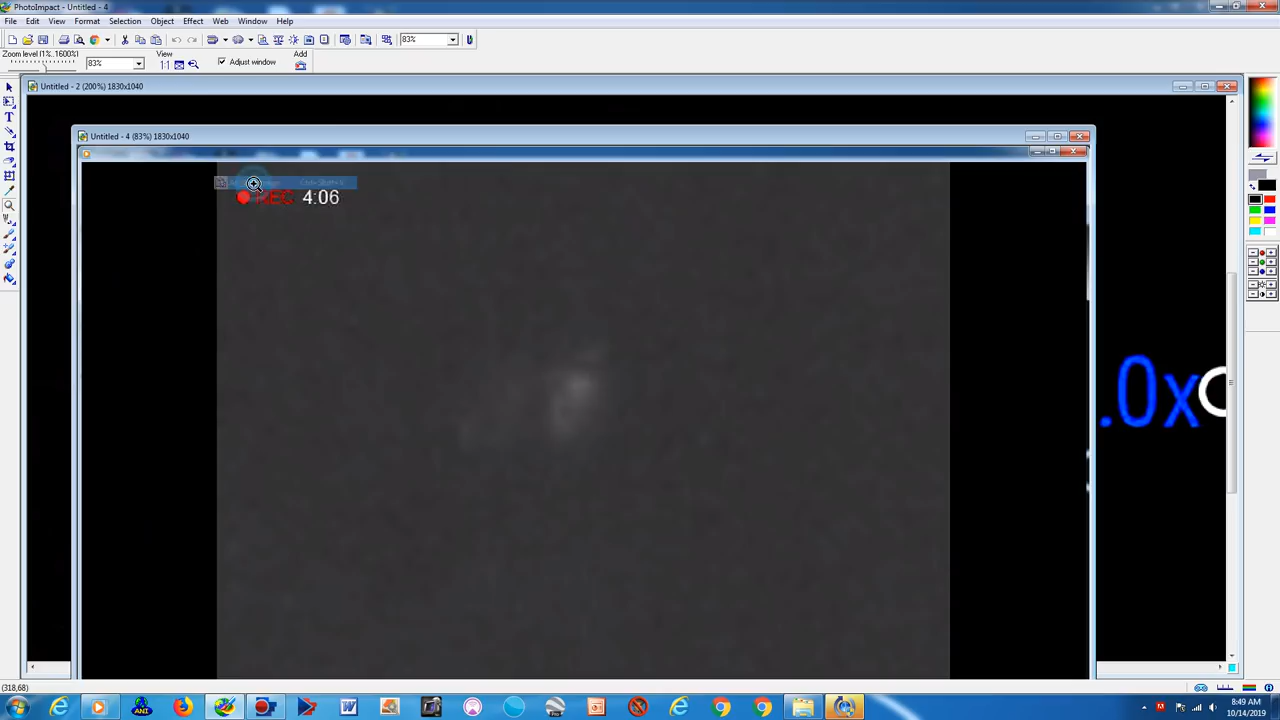 PhotoImpact - Untitled - 4
File Edit View Format Selection Object Effect Web Window Help
83%
Zoom level (1%..1600%) View Add
83% 1:1 Adjust window
Untitled - 2 (200%) 1830x1040
Untitled - 4 (83%) 1830x1040
REC 4:06
.0x
(318,68)
8:49 AM
10/14/2019